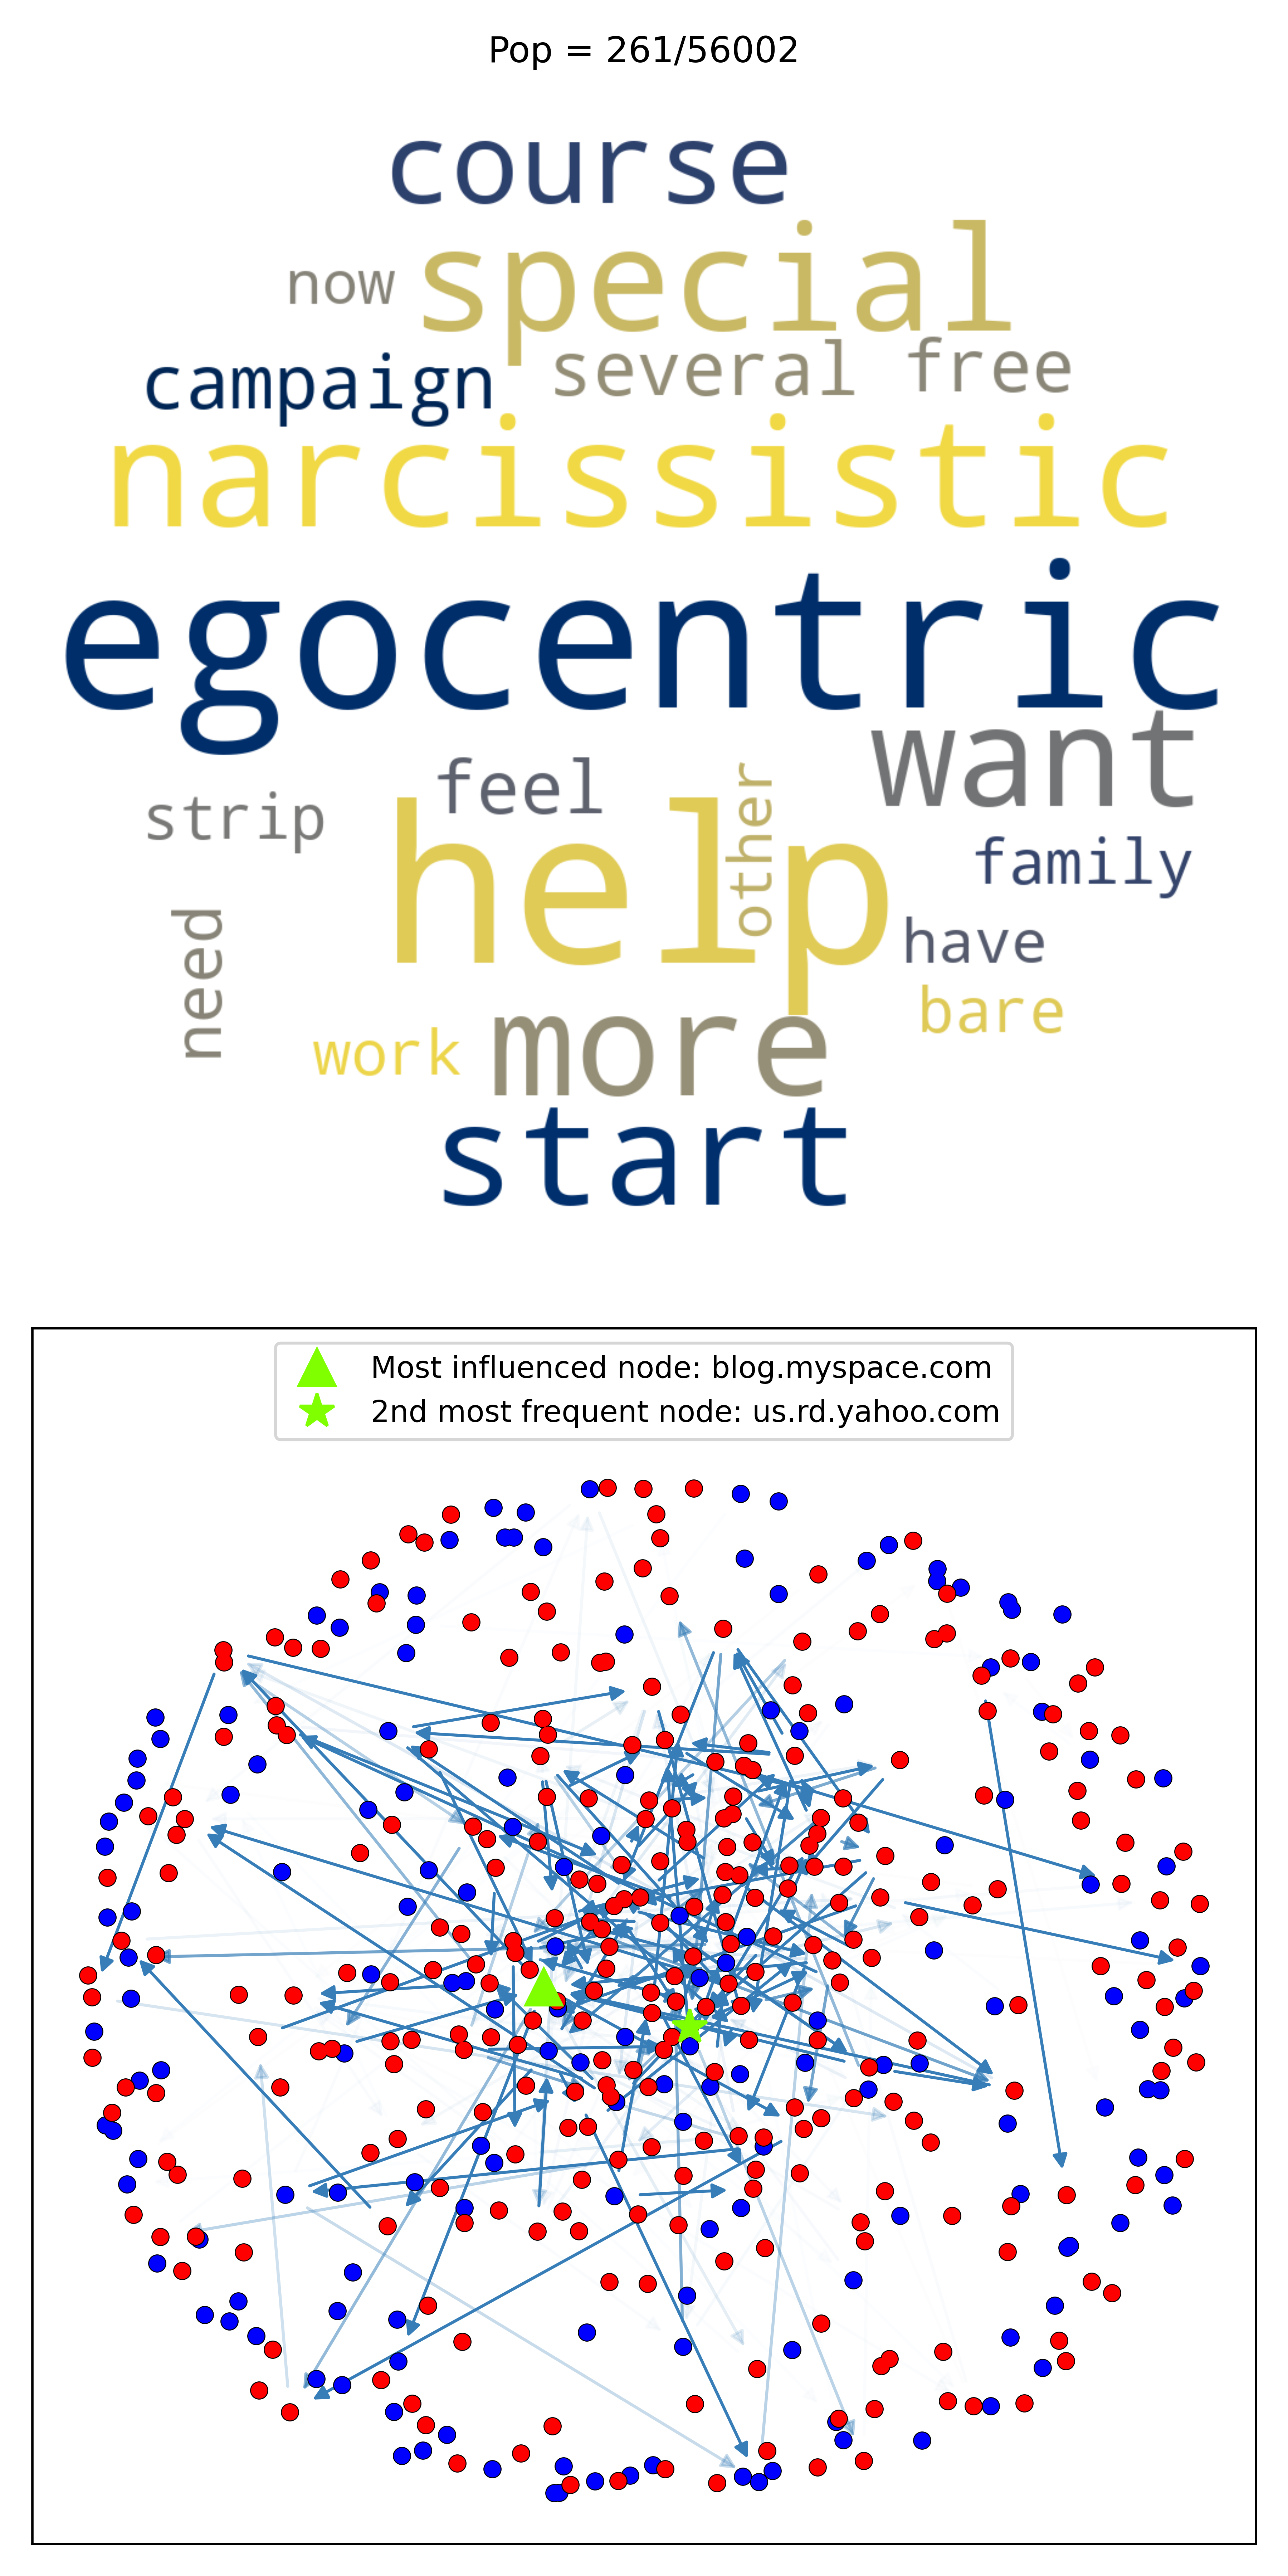 Pop = 261/56002
course
now special
campaign several free
narcissistic
egocentric
want
feel
strip help other family
need have
bare
work more
start
Most influenced node: blog.myspace.com
2nd most frequent node: us.rd.yahoo.com